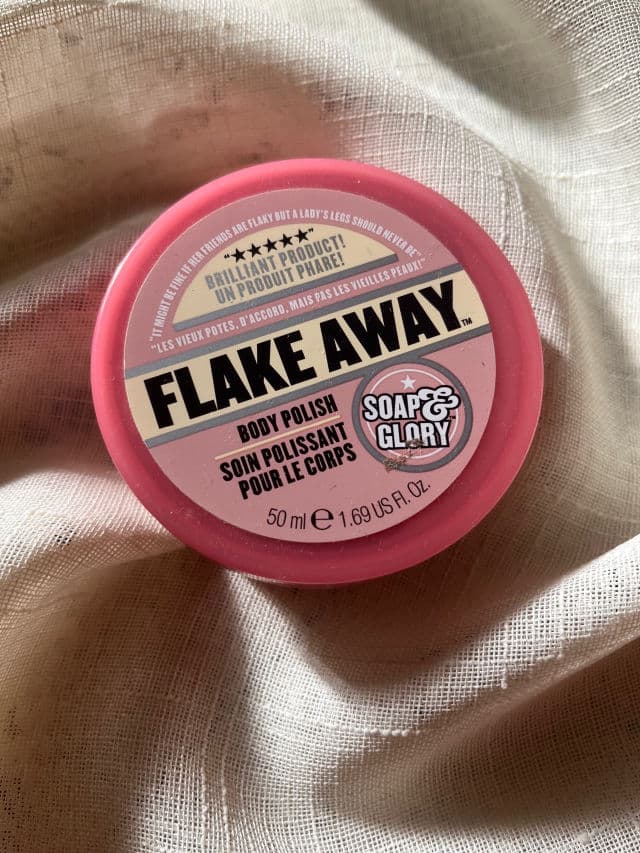 "IT MIGHT BE FINE IF HER FRIENDS ARE FLAKY BUT A LADY'S LEGS SHOULD NEVER BE"
"★★★★★"
BRILLIANT PRODUCT!
UN PRODUIT PHARE!
"LES VIEUX POTES, D'ACCORD, MAIS PAS LES VIEILLES PEAUX!"
FLAKE AWAY™
BODY POLISH
SOIN POLISSANT
POUR LE CORPS
SOAP &
GLORY™
50 ml ℮ 1.69 US Fl. Oz.